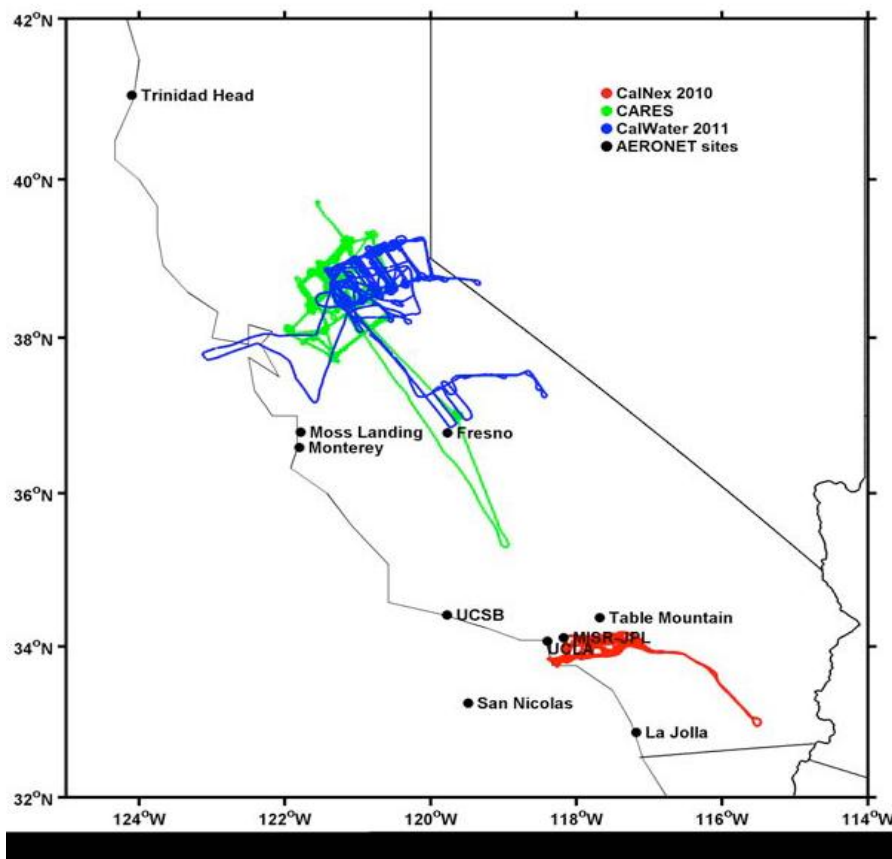 42°N
40°N
38°N
36°N
34°N
32°N
124°W
122°W
120°W
118°W
116°W
114°W
CalNex 2010
CARES
CalWater 2011
AERONET sites
Trinidad Head
Moss Landing
Monterey
Fresno
UCSB
Table Mountain
MISR-JPL
UCLA
San Nicolas
La Jolla